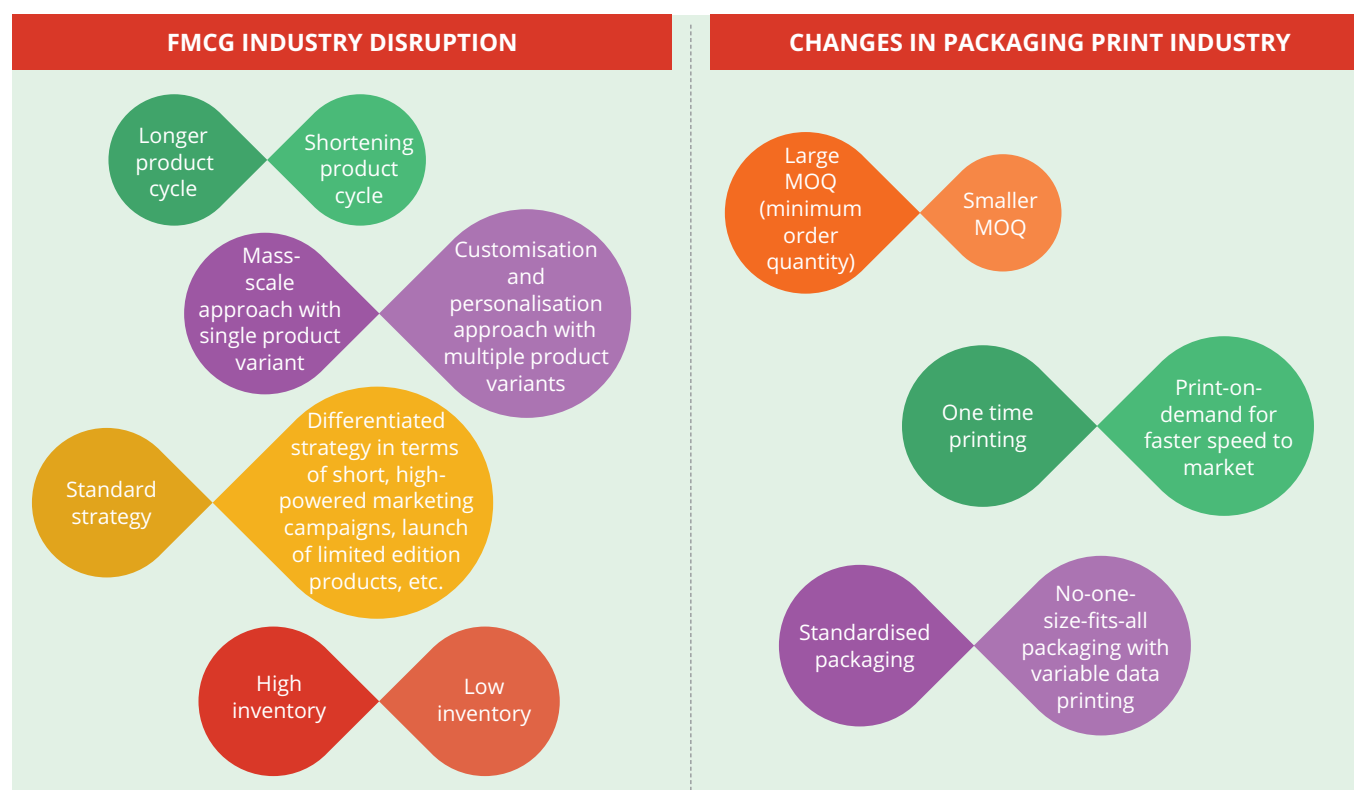 FMCG INDUSTRY DISRUPTION
Longer
product
cycle
Shortening
product
cycle
Mass-
scale
approach with
single product
variant
Customisation
and
personalisation
approach with
multiple product
variants
Standard
strategy
Differentiated
strategy in terms
of short, high-
powered marketing
campaigns, launch
of limited edition
products, etc.
High
inventory
Low
inventory
CHANGES IN PACKAGING PRINT INDUSTRY
Large
MOQ
(minimum
order
quantity)
Smaller
MOQ
One time
printing
Print-on-
demand for
faster speed to
market
Standardised
packaging
No-one-
size-fits-all
packaging with
variable data
printing